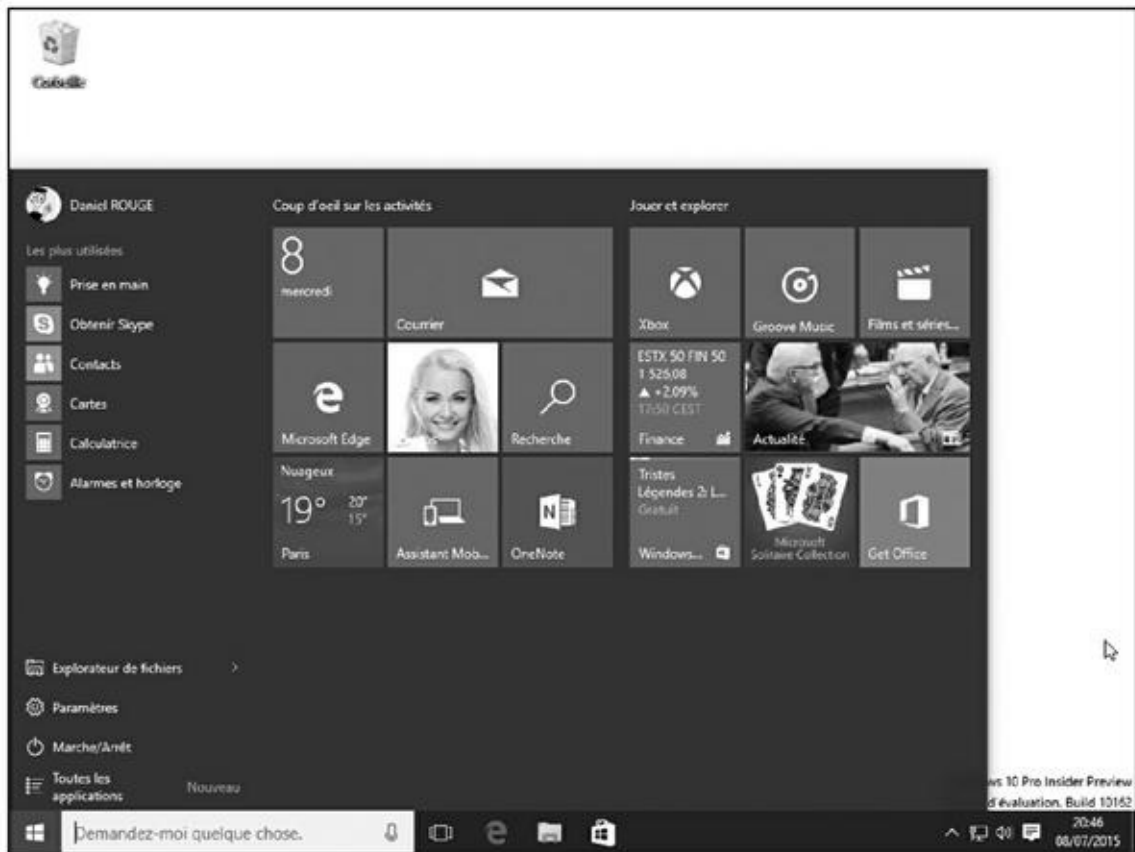 Corbeille
Daniel ROUGE
Les plus utilisées
Prise en main
Obtenir Skype
Contacts
Cartes
Calculatrice
Alarmes et horloge
Explorateur de fichiers
Paramètres
Marche/Arrêt
Toutes les
applications
Nouveau
Coup d'oeil sur les activités
8
mercredi
Courrier
Microsoft Edge
Recherche
Nuageux
19° 20°
15°
Paris
Assistant Mob...
OneNote
Jouer et explorer
Xbox
Groove Music
Films et séries...
ESTX 50 FIN 50
1 526,08
▲ +2,09%
17:50 CEST
Finance
Actualité
Tristes
Légendes 2: L...
Gratuit
Windows...
Microsoft
Solitaire Collection
Get Office
ws 10 Pro Insider Preview
d'évaluation. Build 10162
Demandez-moi quelque chose.
20:46
08/07/2015